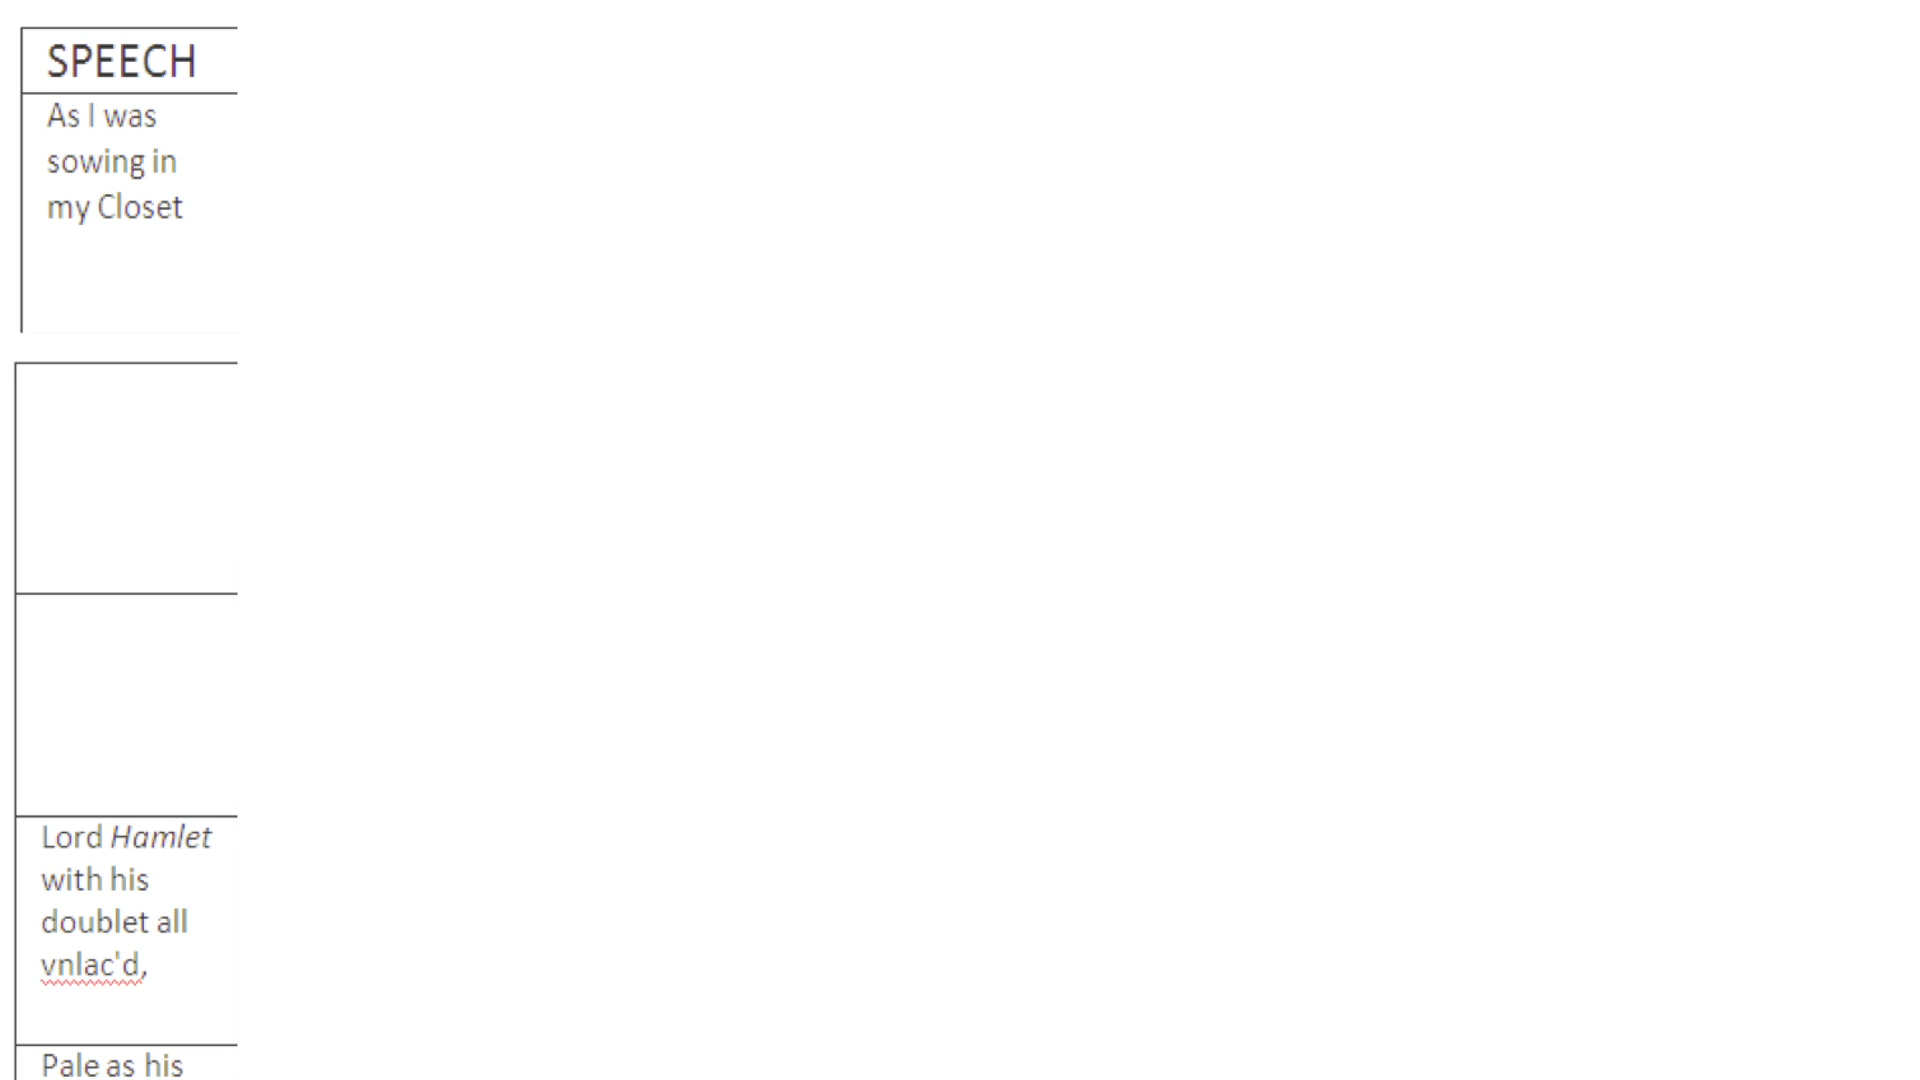 SPEECH
As I was
sowing in
my Closet
Lord Hamlet
with his
doublet all
vnlac'd,
Pale as his